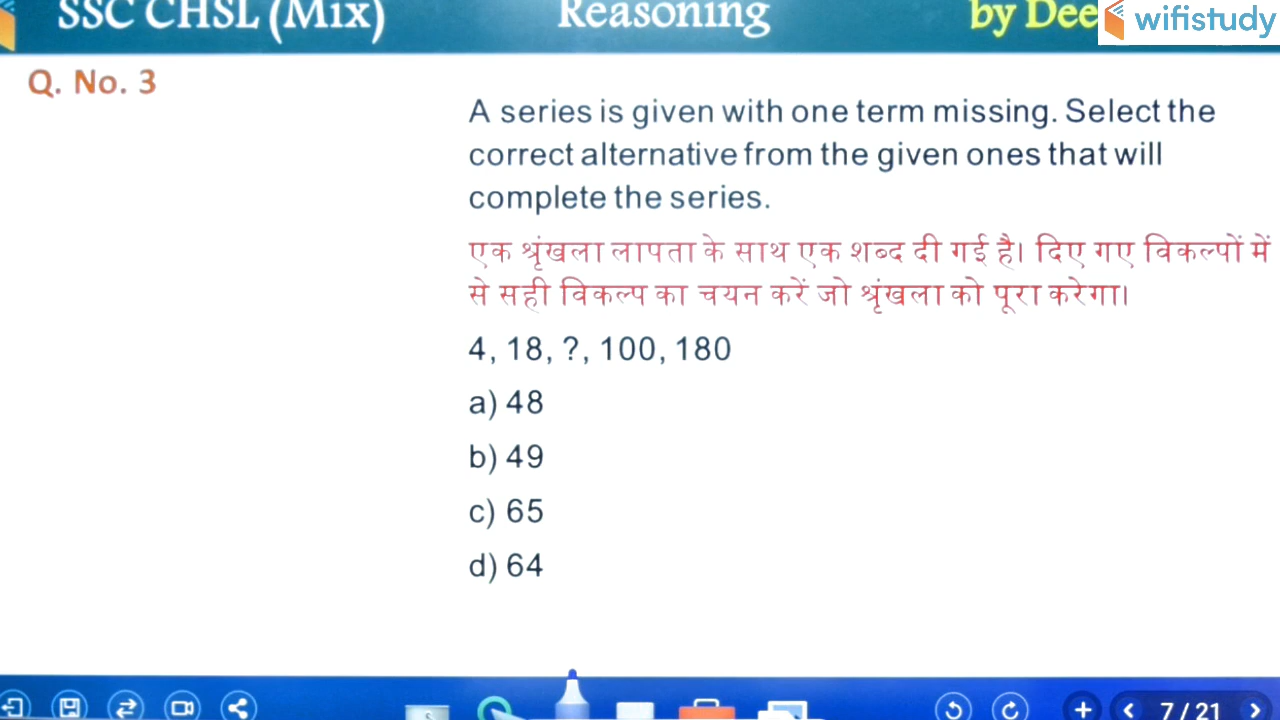 SSC CHSL (Mix)
Reasoning
by Dee
wifistudy
Q. No. 3
A series is given with one term missing. Select the
correct alternative from the given ones that will
complete the series.
एक श्रृंखला लापता के साथ एक शब्द दी गई है। दिए गए विकल्पों में
से सही विकल्प का चयन करें जो श्रृंखला को पूरा करेगा।
4, 18, ?, 100, 180
a) 48
b) 49
c) 65
d) 64
7 / 21